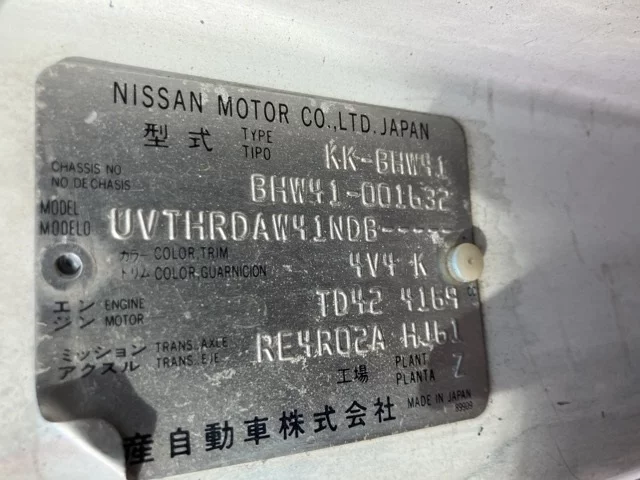 NISSAN MOTOR CO.,LTD. JAPAN
型式 TYPE TIPO KK-BHW41
CHASSIS NO NO.DE CHASIS BHW41-001632
MODEL MODELO UVTHRDAW41NDB-----
カラー COLOR,TRIM
トリム COLOR,GUARNICION 4V4 K
エンジン ENGINE MOTOR TD42 4169
ミッション TRANS. AXLE
アクスル TRANS. EJE RE4R02A HJ61
工場 PLANT PLANTA Z
MADE IN JAPAN
産自動車株式会社